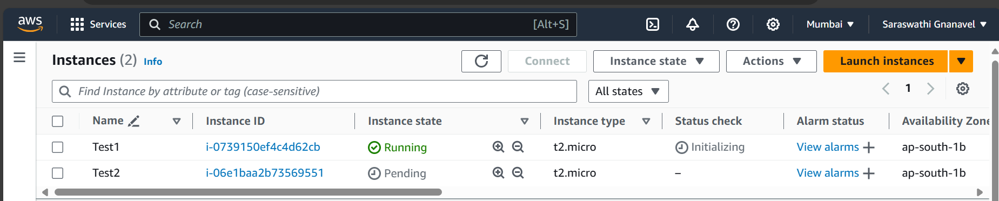 aws Services Search [Alt+S] Mumbai Saraswathi Gnanavel
Instances (2) Info Connect Instance state Actions Launch instances
Find Instance by attribute or tag (case-sensitive) All states 1
Name Instance ID Instance state Instance type Status check Alarm status Availability Zone
Test1 i-0739150ef4c4d62cb Running t2.micro Initializing View alarms + ap-south-1b
Test2 i-06e1baa2b73569551 Pending t2.micro – View alarms + ap-south-1b